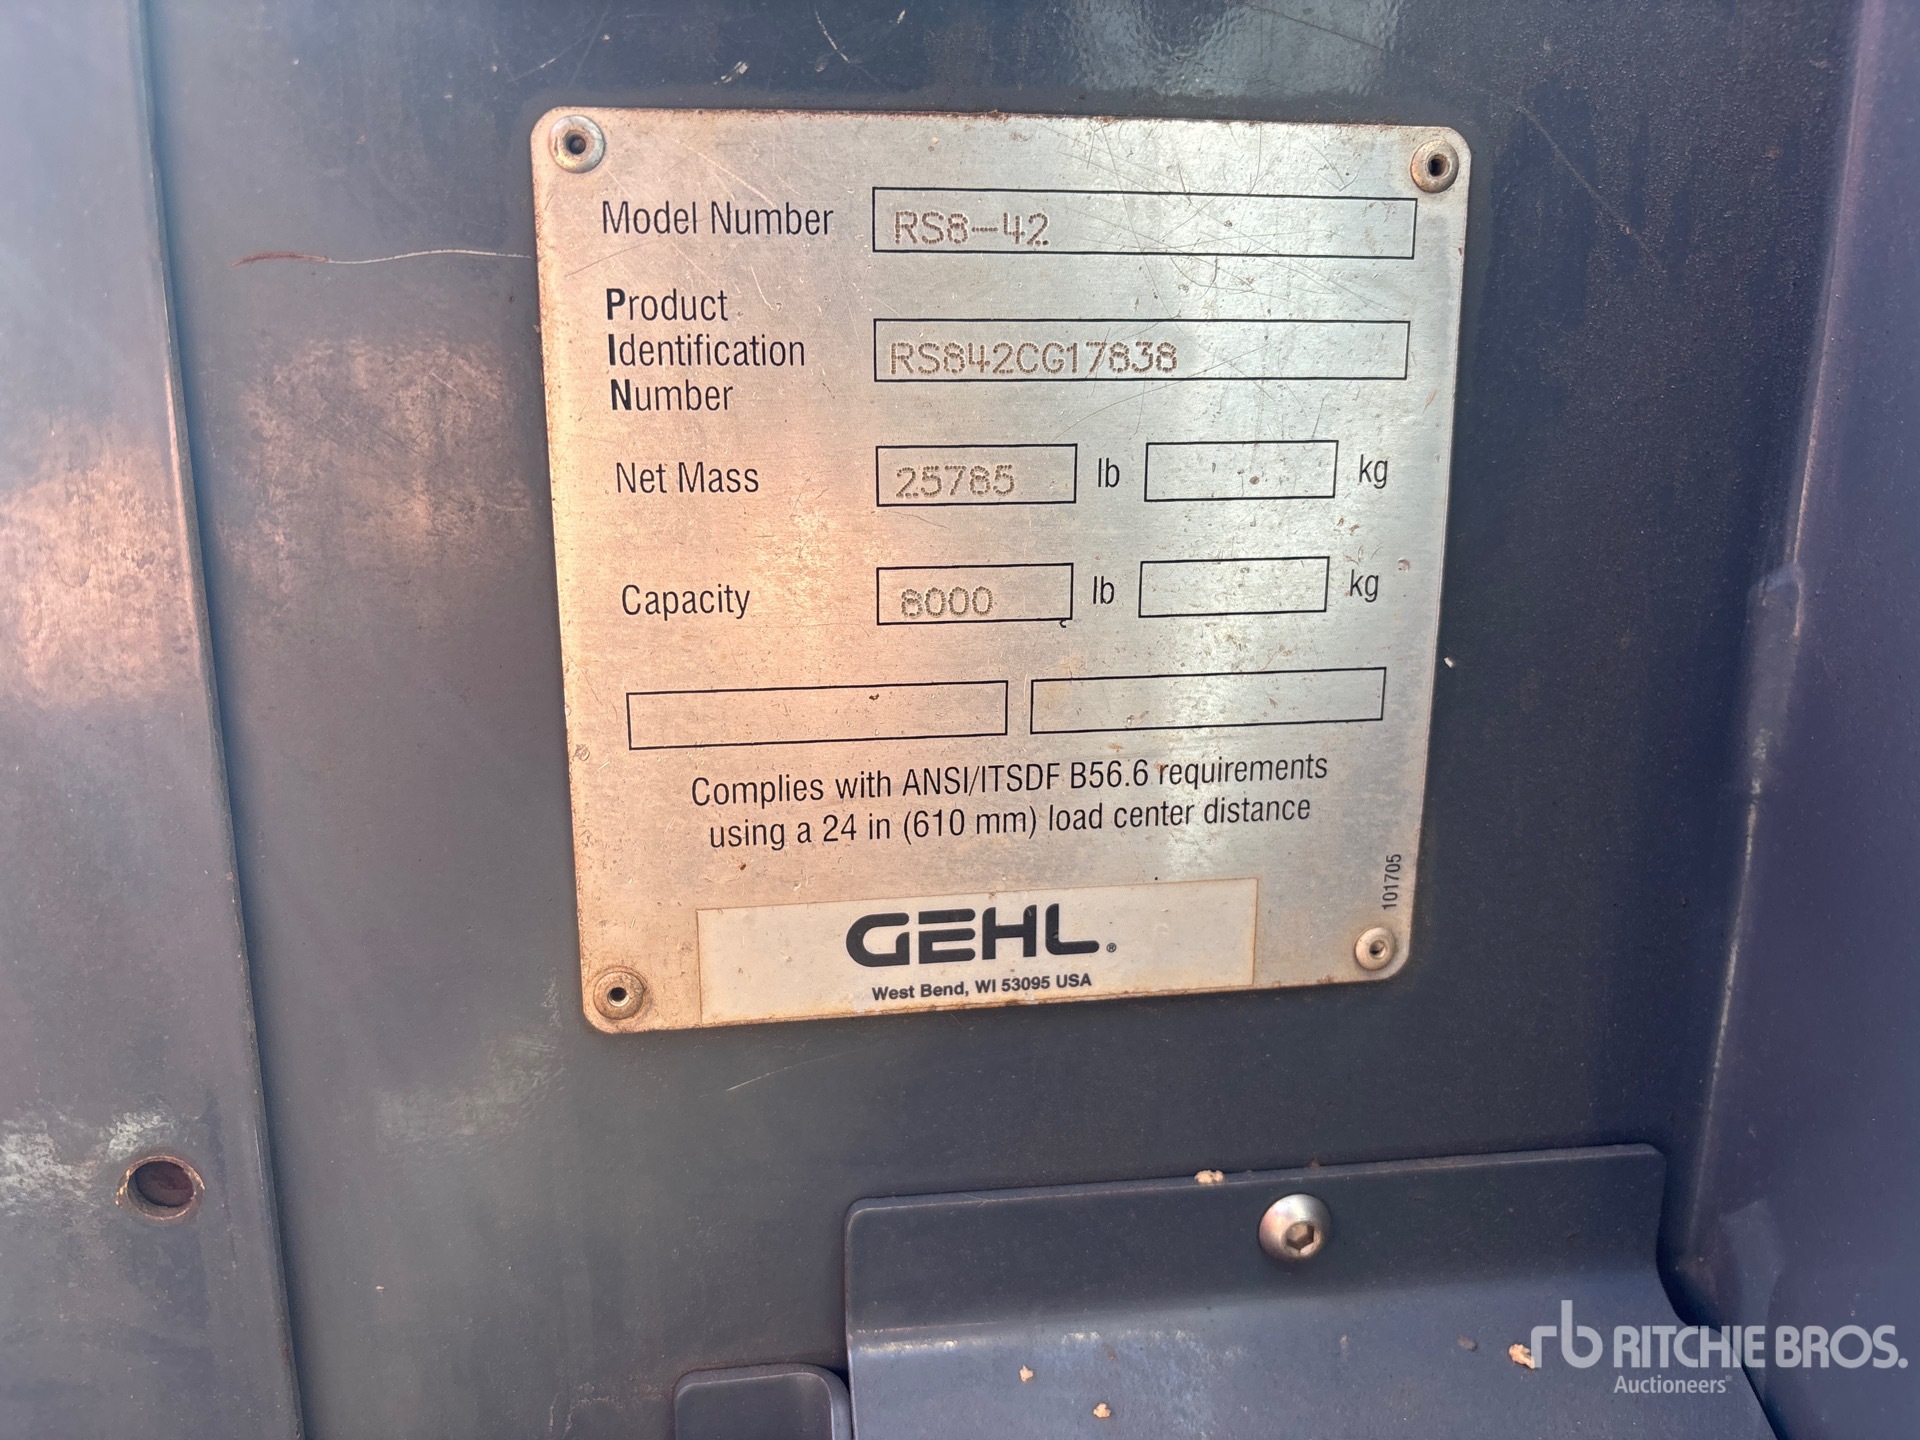 Model Number RS8-42
Product
Identification RS842CG17838
Number
Net Mass 25785 lb kg
Capacity 8000 lb kg
Complies with ANSI/ITSDF B56.6 requirements
using a 24 in (610 mm) load center distance
101705
GEHL®
West Bend, WI 53095 USA
rb RITCHIE BROS.
Auctioneers